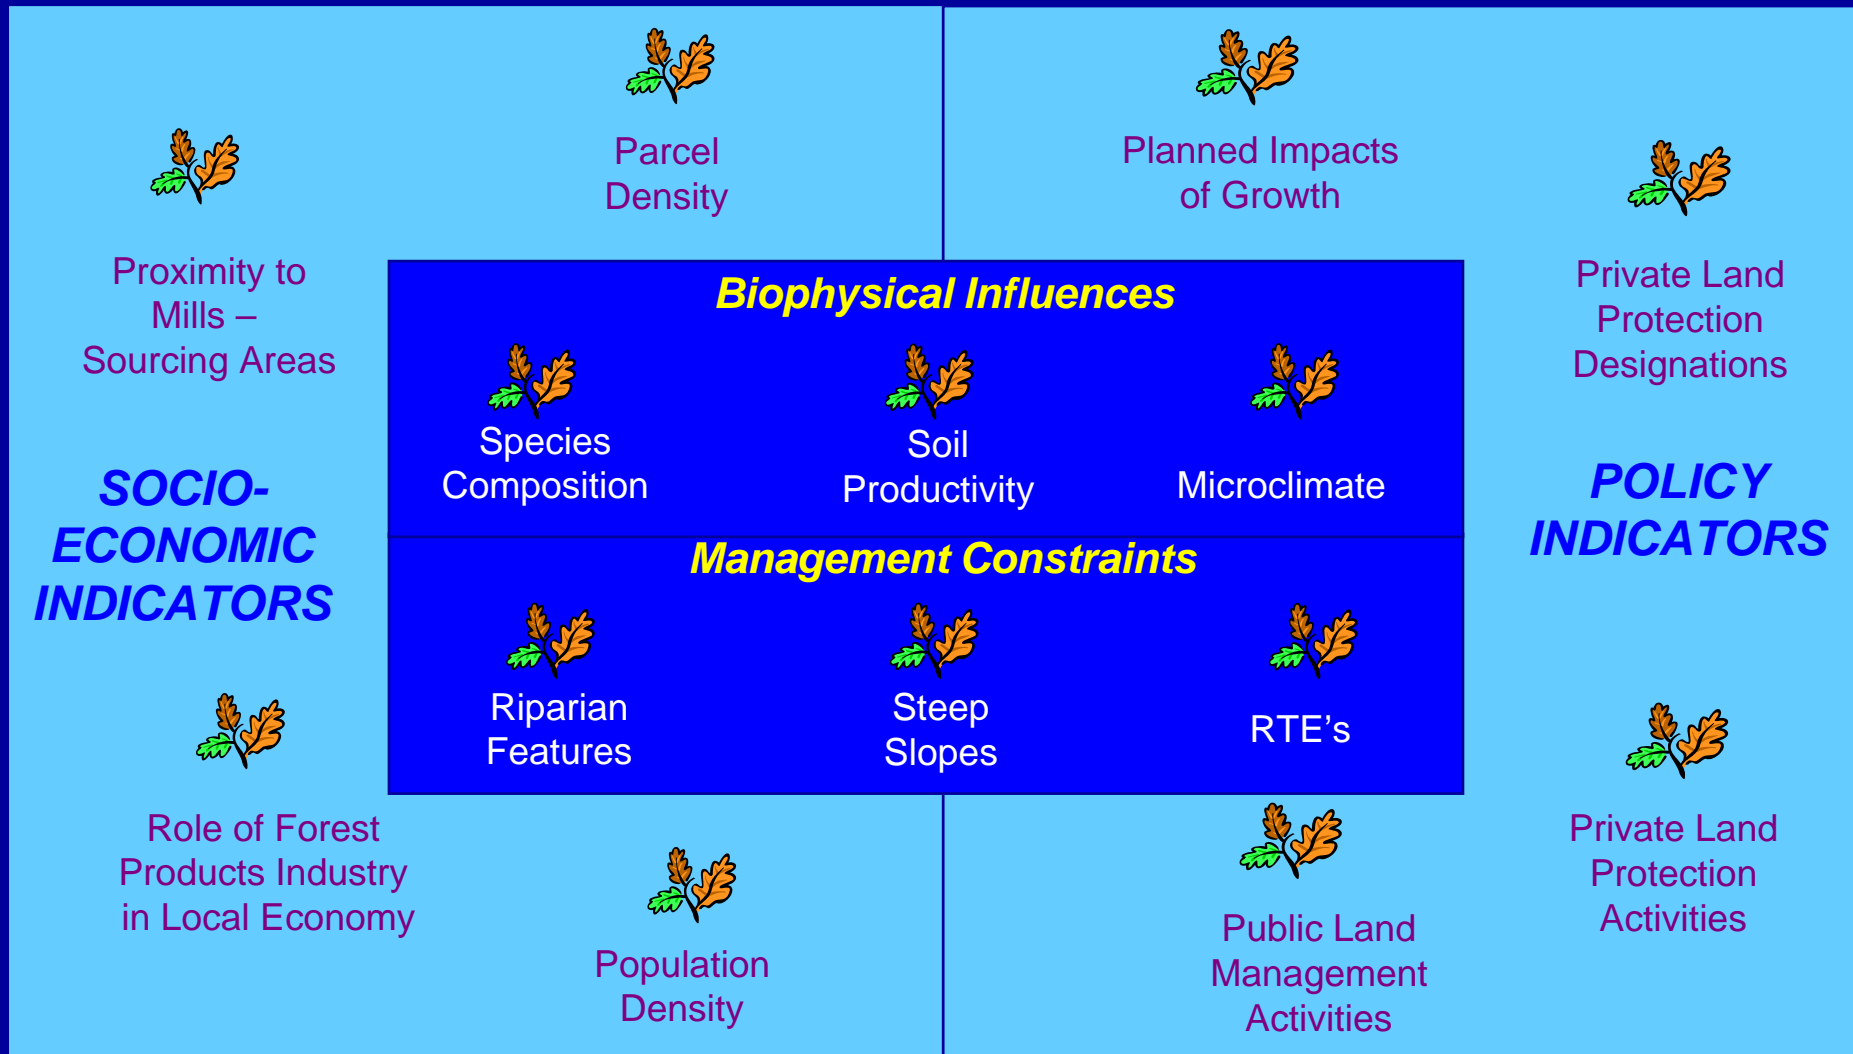 Parcel
Density
Planned Impacts
of Growth
Proximity to
Mills –
Sourcing Areas
Private Land
Protection
Designations
Biophysical Influences
Species
Composition
Soil
Productivity
Microclimate
SOCIO-
ECONOMIC
INDICATORS
POLICY
INDICATORS
Management Constraints
Riparian
Features
Steep
Slopes
RTE's
Role of Forest
Products Industry
in Local Economy
Population
Density
Public Land
Management
Activities
Private Land
Protection
Activities